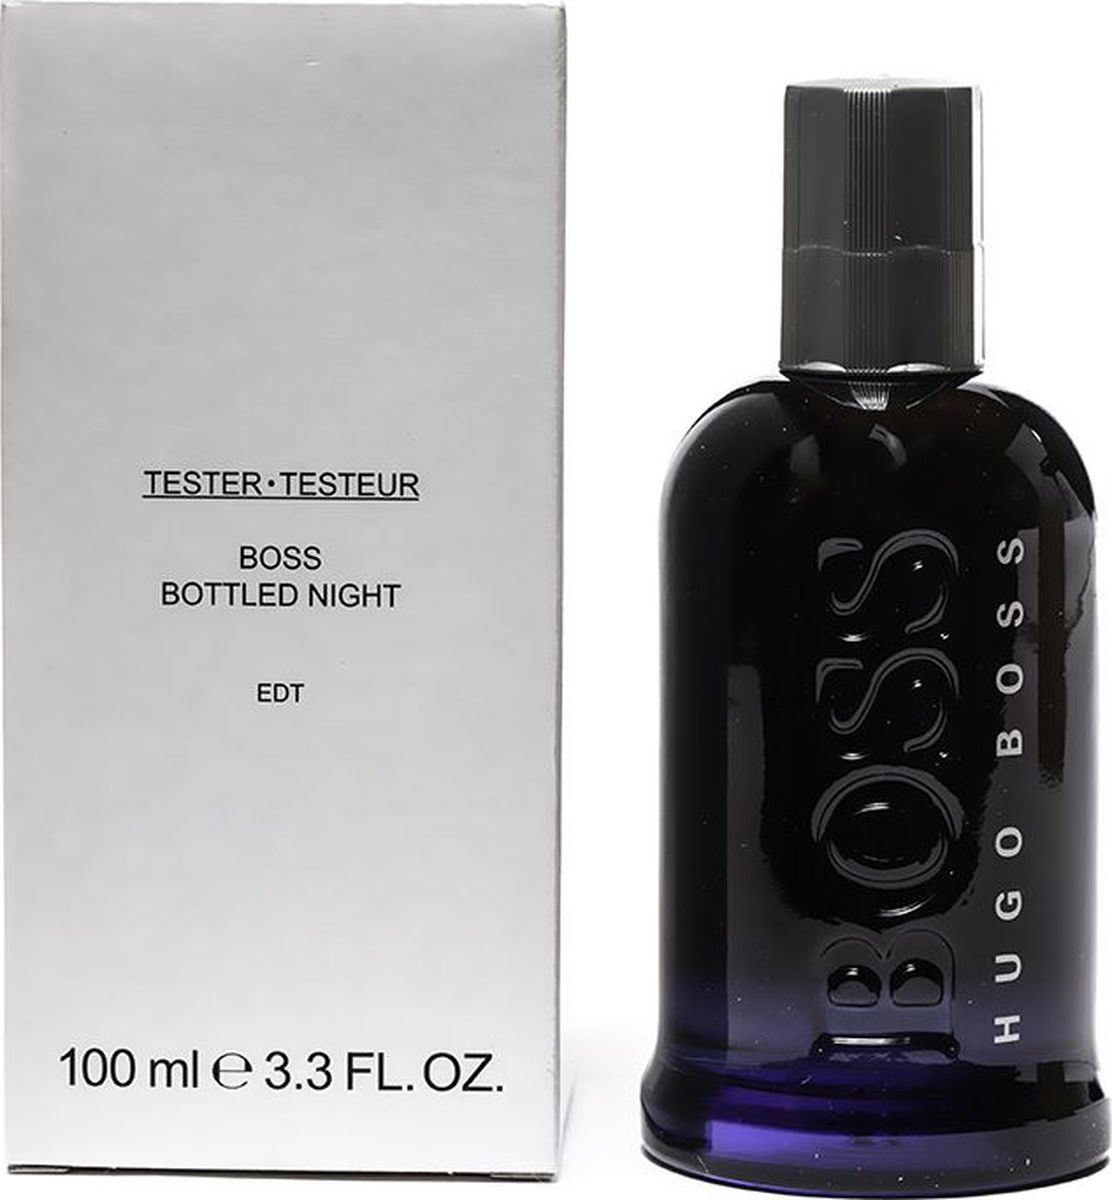 TESTER·TESTEUR
BOSS
BOTTLED NIGHT
EDT
100 ml ℮ 3.3 FL. OZ.
BOSS
HUGO BOSS